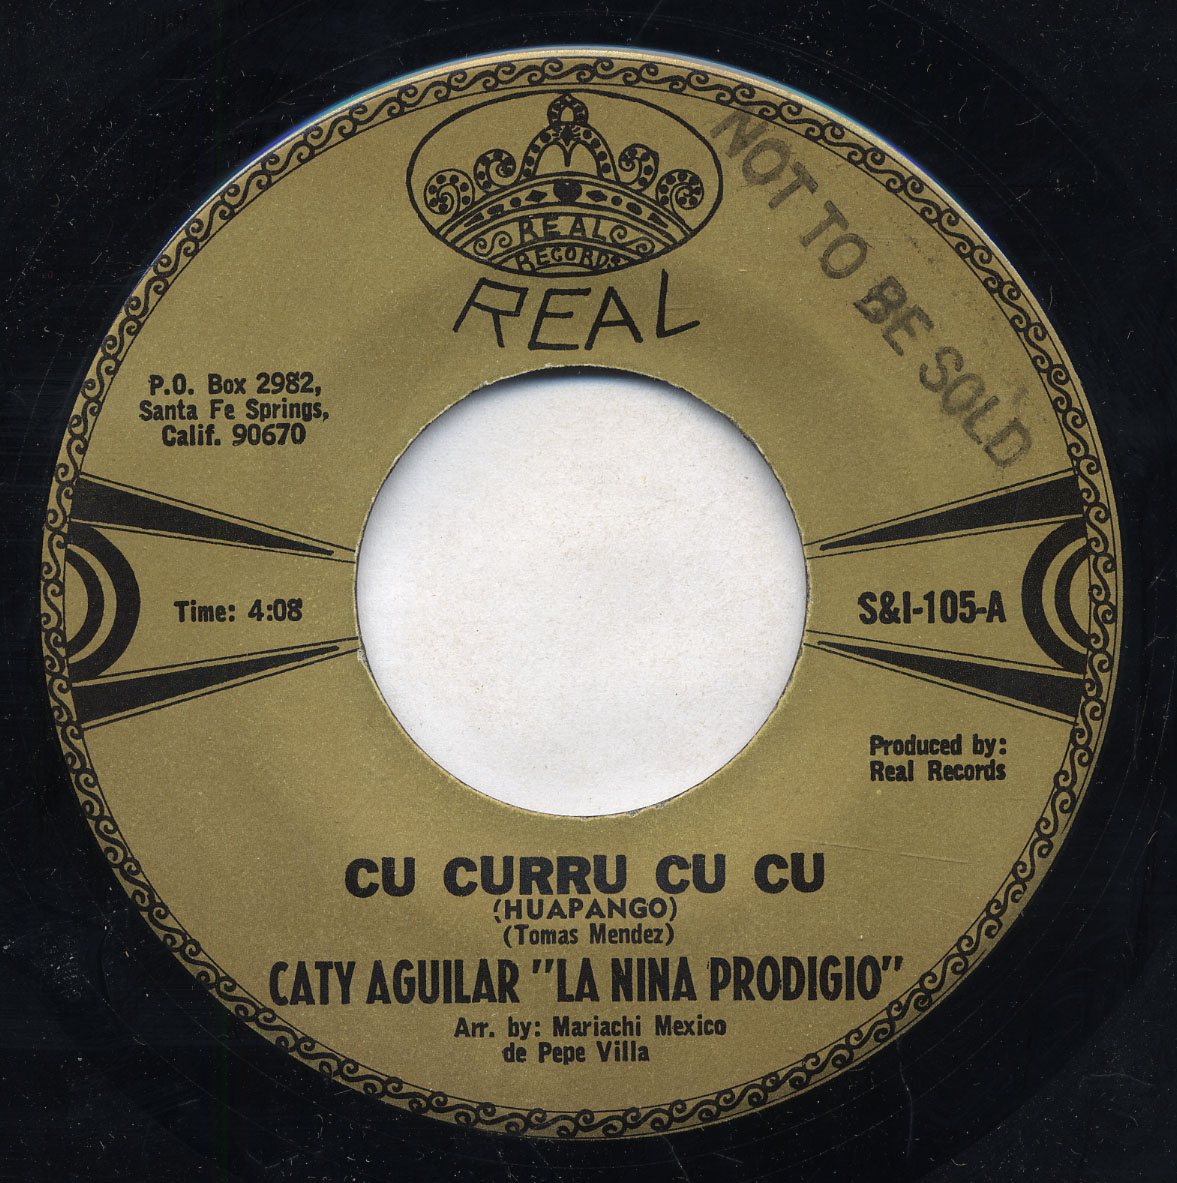 REAL
RECORDS
REAL
NOT TO BE SOLD
P.O. Box 2982,
Santa Fe Springs,
Calif. 90670
Time: 4:08
S&I-105-A
Produced by:
Real Records
CU CURRU CU CU
(HUAPANGO)
(Tomas Mendez)
CATY AGUILAR "LA NINA PRODIGIO"
Arr. by: Mariachi Mexico
de Pepe Villa